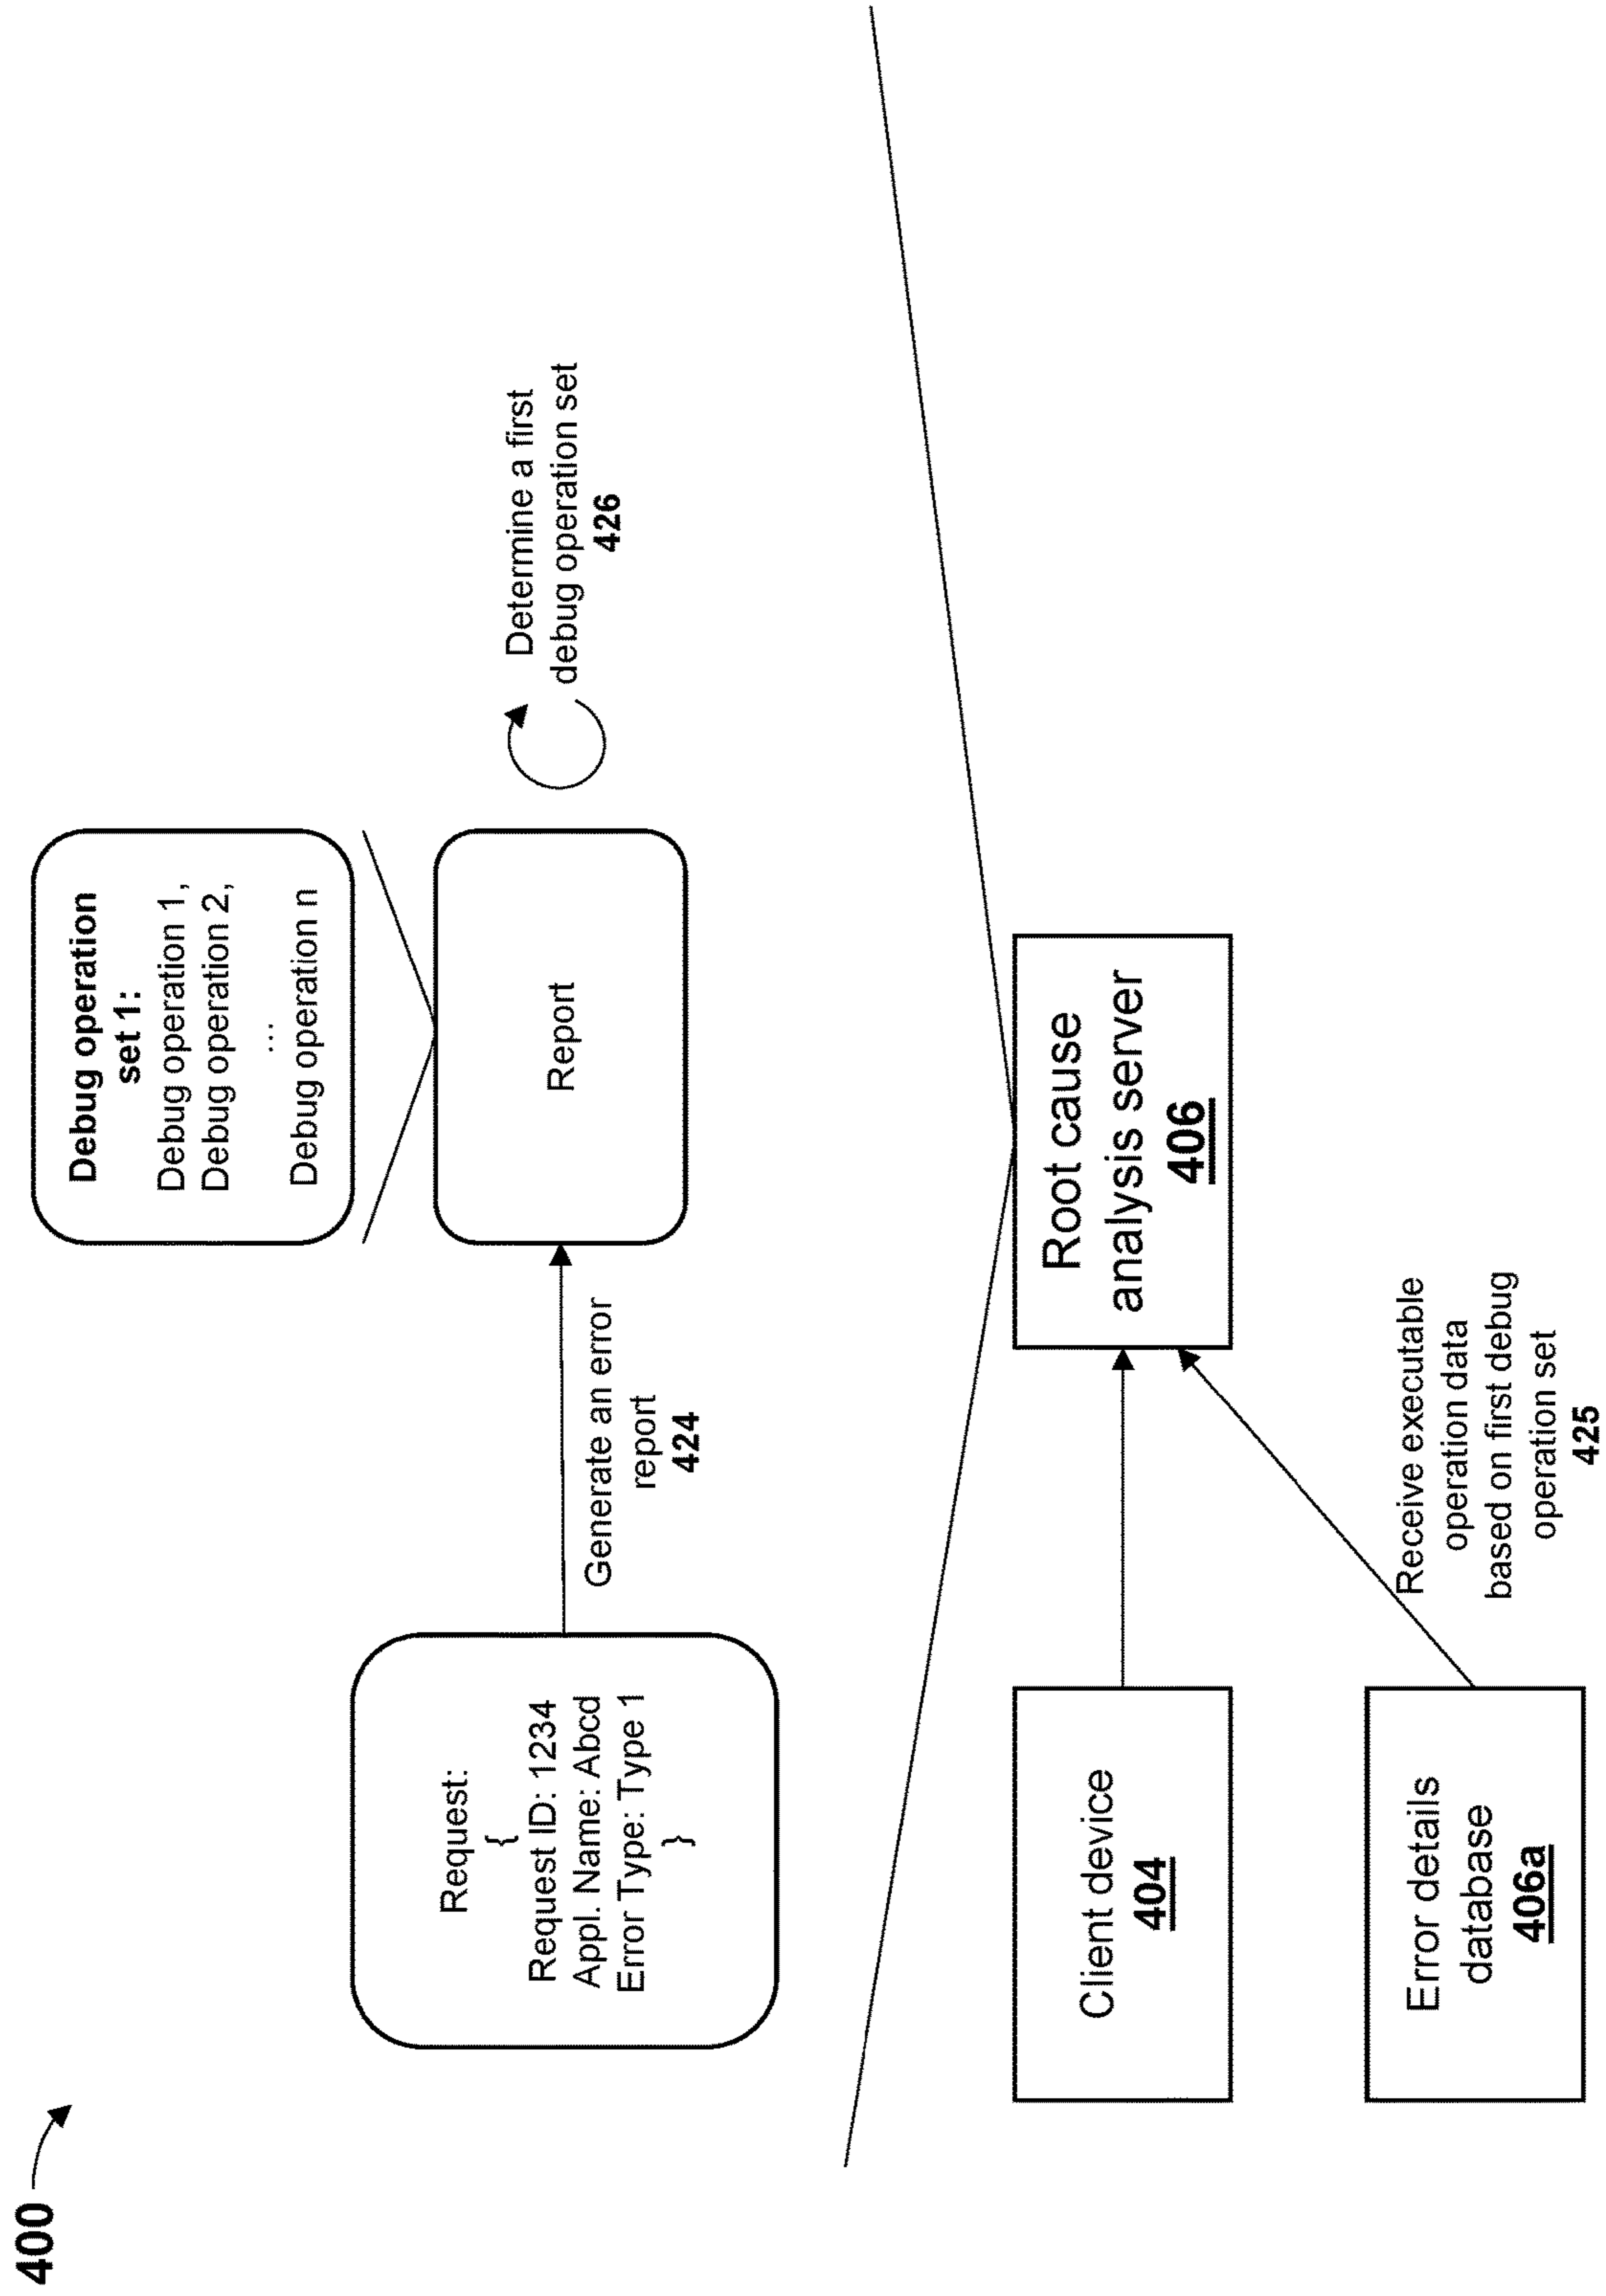 400
Debug operation
set 1:
Debug operation 1,
Debug operation 2,
...
Debug operation n
Request:
{
Request ID: 1234
Appl. Name: Abcd
Error Type: Type 1
}
Generate an error
report
424
Report
Determine a first
debug operation set
426
Client device
404
Root cause
analysis server
406
Error details
database
406a
Receive executable
operation data
based on first debug
operation set
425